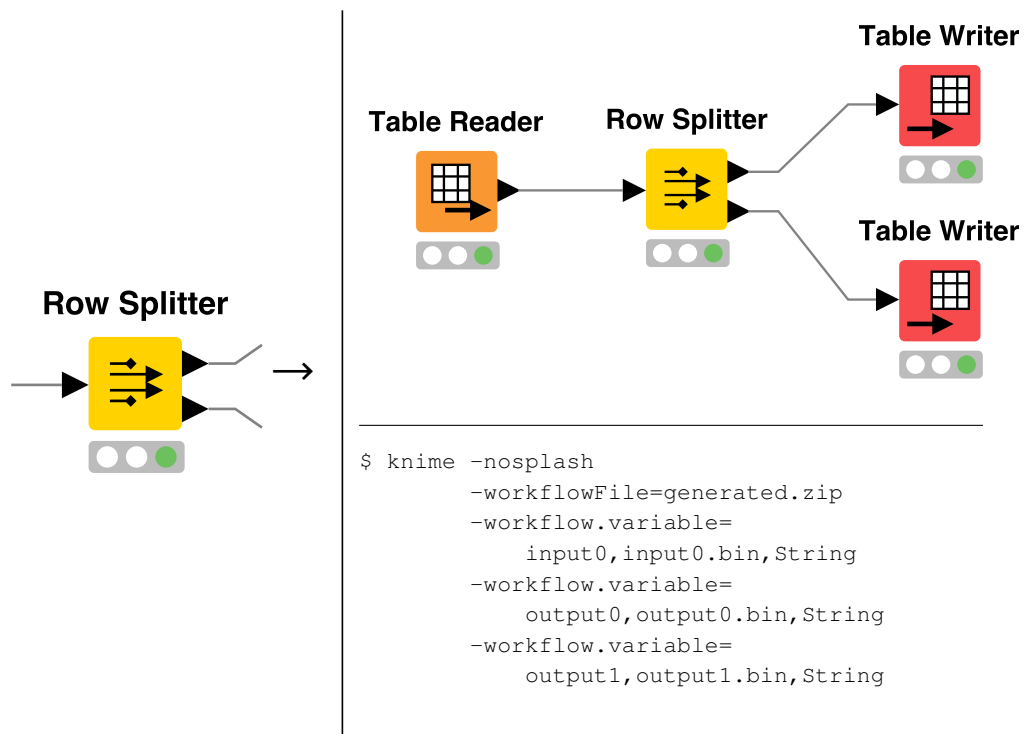 Row Splitter
Table Reader
Row Splitter
Table Writer
Table Writer
$ knime -nosplash
-workflowFile=generated.zip
-workflow.variable=
input0,input0.bin,String
-workflow.variable=
output0,output0.bin,String
-workflow.variable=
output1,output1.bin,String